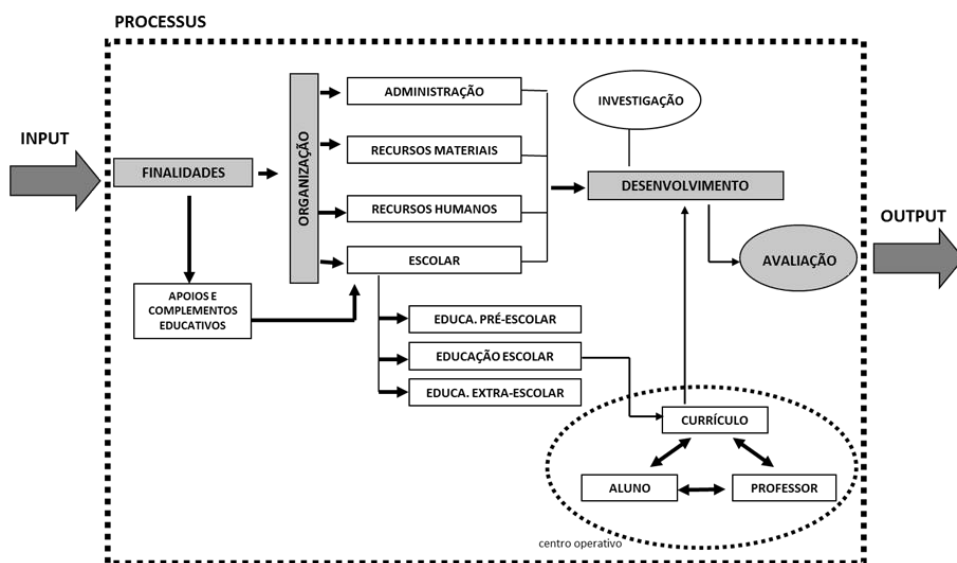 PROCESSUS
INPUT
FINALIDADES
ORGANIZAÇÃO
ADMINISTRAÇÃO
RECURSOS MATERIAIS
RECURSOS HUMANOS
ESCOLAR
INVESTIGAÇÃO
DESENVOLVIMENTO
AVALIAÇÃO
OUTPUT
APOIOS E
COMPLEMENTOS
EDUCATIVOS
EDUCA. PRÉ-ESCOLAR
EDUCAÇÃO ESCOLAR
EDUCA. EXTRA-ESCOLAR
CURRÍCULO
ALUNO
PROFESSOR
centro operativo